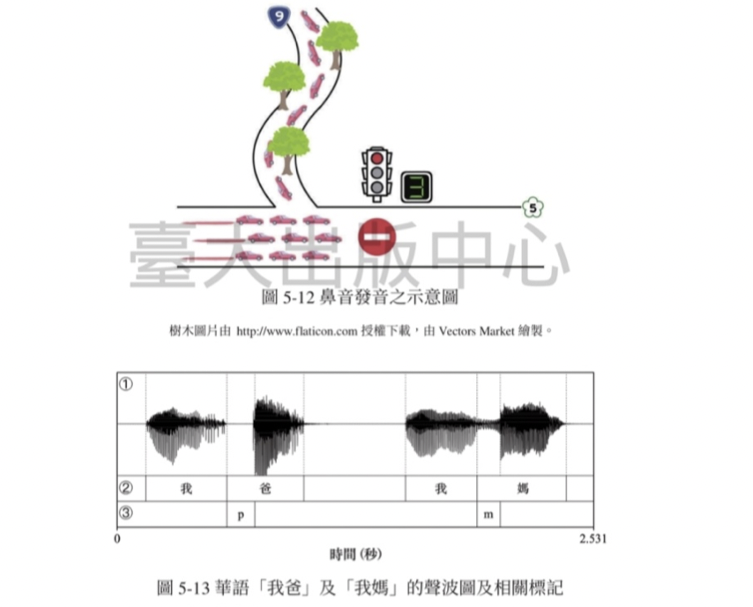 9
3
5
臺大出版中心
圖 5-12 鼻音發音之示意圖
樹木圖片由 http://www.flaticon.com 授權下載，由 Vectors Market 繪製。
①
② 我 爸 我 媽
③ p m
0 2.531
時間 (秒)
圖 5-13 華語「我爸」及「我媽」的聲波圖及相關標記